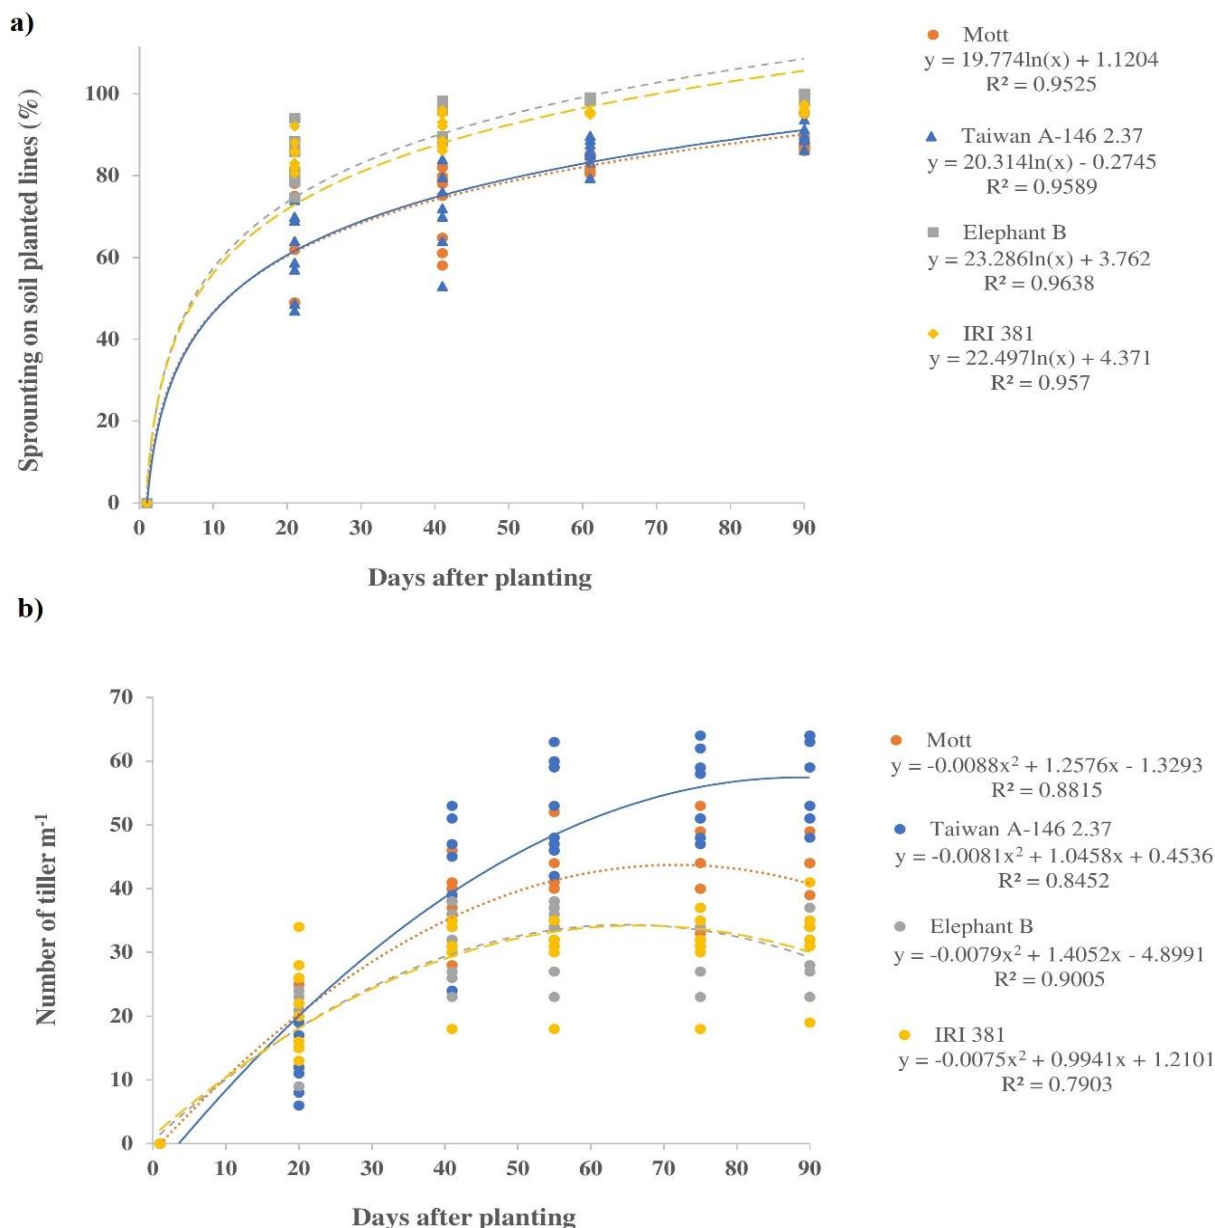 a)
Sprounting on soil planted lines (%)
100
80
60
40
20
0
0 10 20 30 40 50 60 70 80 90
Days after planting
Mott
y = 19.774ln(x) + 1.1204
R² = 0.9525
Taiwan A-146 2.37
y = 20.314ln(x) - 0.2745
R² = 0.9589
Elephant B
y = 23.286ln(x) + 3.762
R² = 0.9638
IRI 381
y = 22.497ln(x) + 4.371
R² = 0.957
b)
Number of tiller m⁻¹
70
60
50
40
30
20
10
0
0 10 20 30 40 50 60 70 80 90
Days after planting
Mott
y = -0.0088x² + 1.2576x - 1.3293
R² = 0.8815
Taiwan A-146 2.37
y = -0.0081x² + 1.0458x + 0.4536
R² = 0.8452
Elephant B
y = -0.0079x² + 1.4052x - 4.8991
R² = 0.9005
IRI 381
y = -0.0075x² + 0.9941x + 1.2101
R² = 0.7903